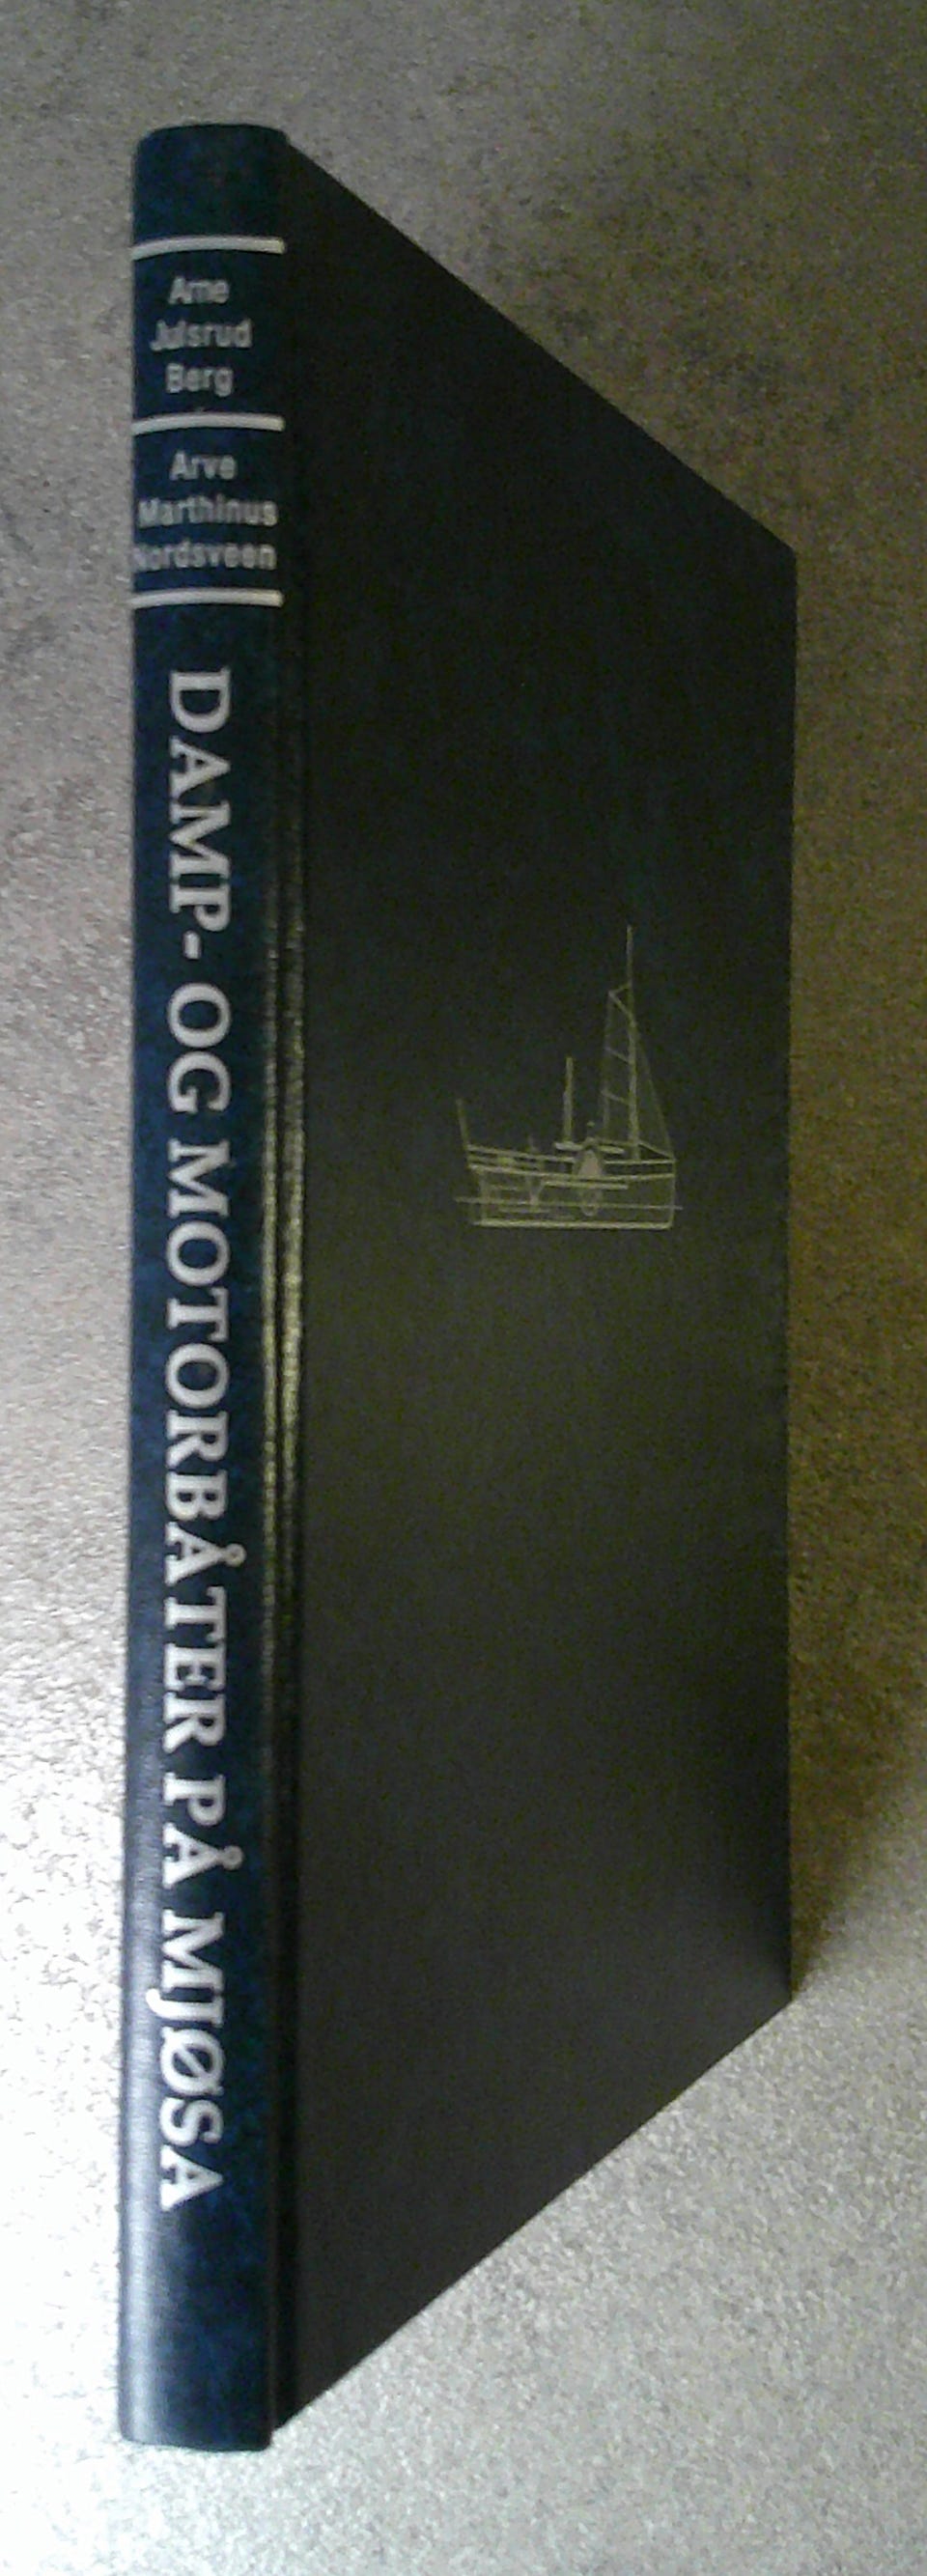 Arne
Julsrud
Berg
Arve
Marthinus
Nordsveen
DAMP- OG MOTORBÅTER PÅ MJØSA